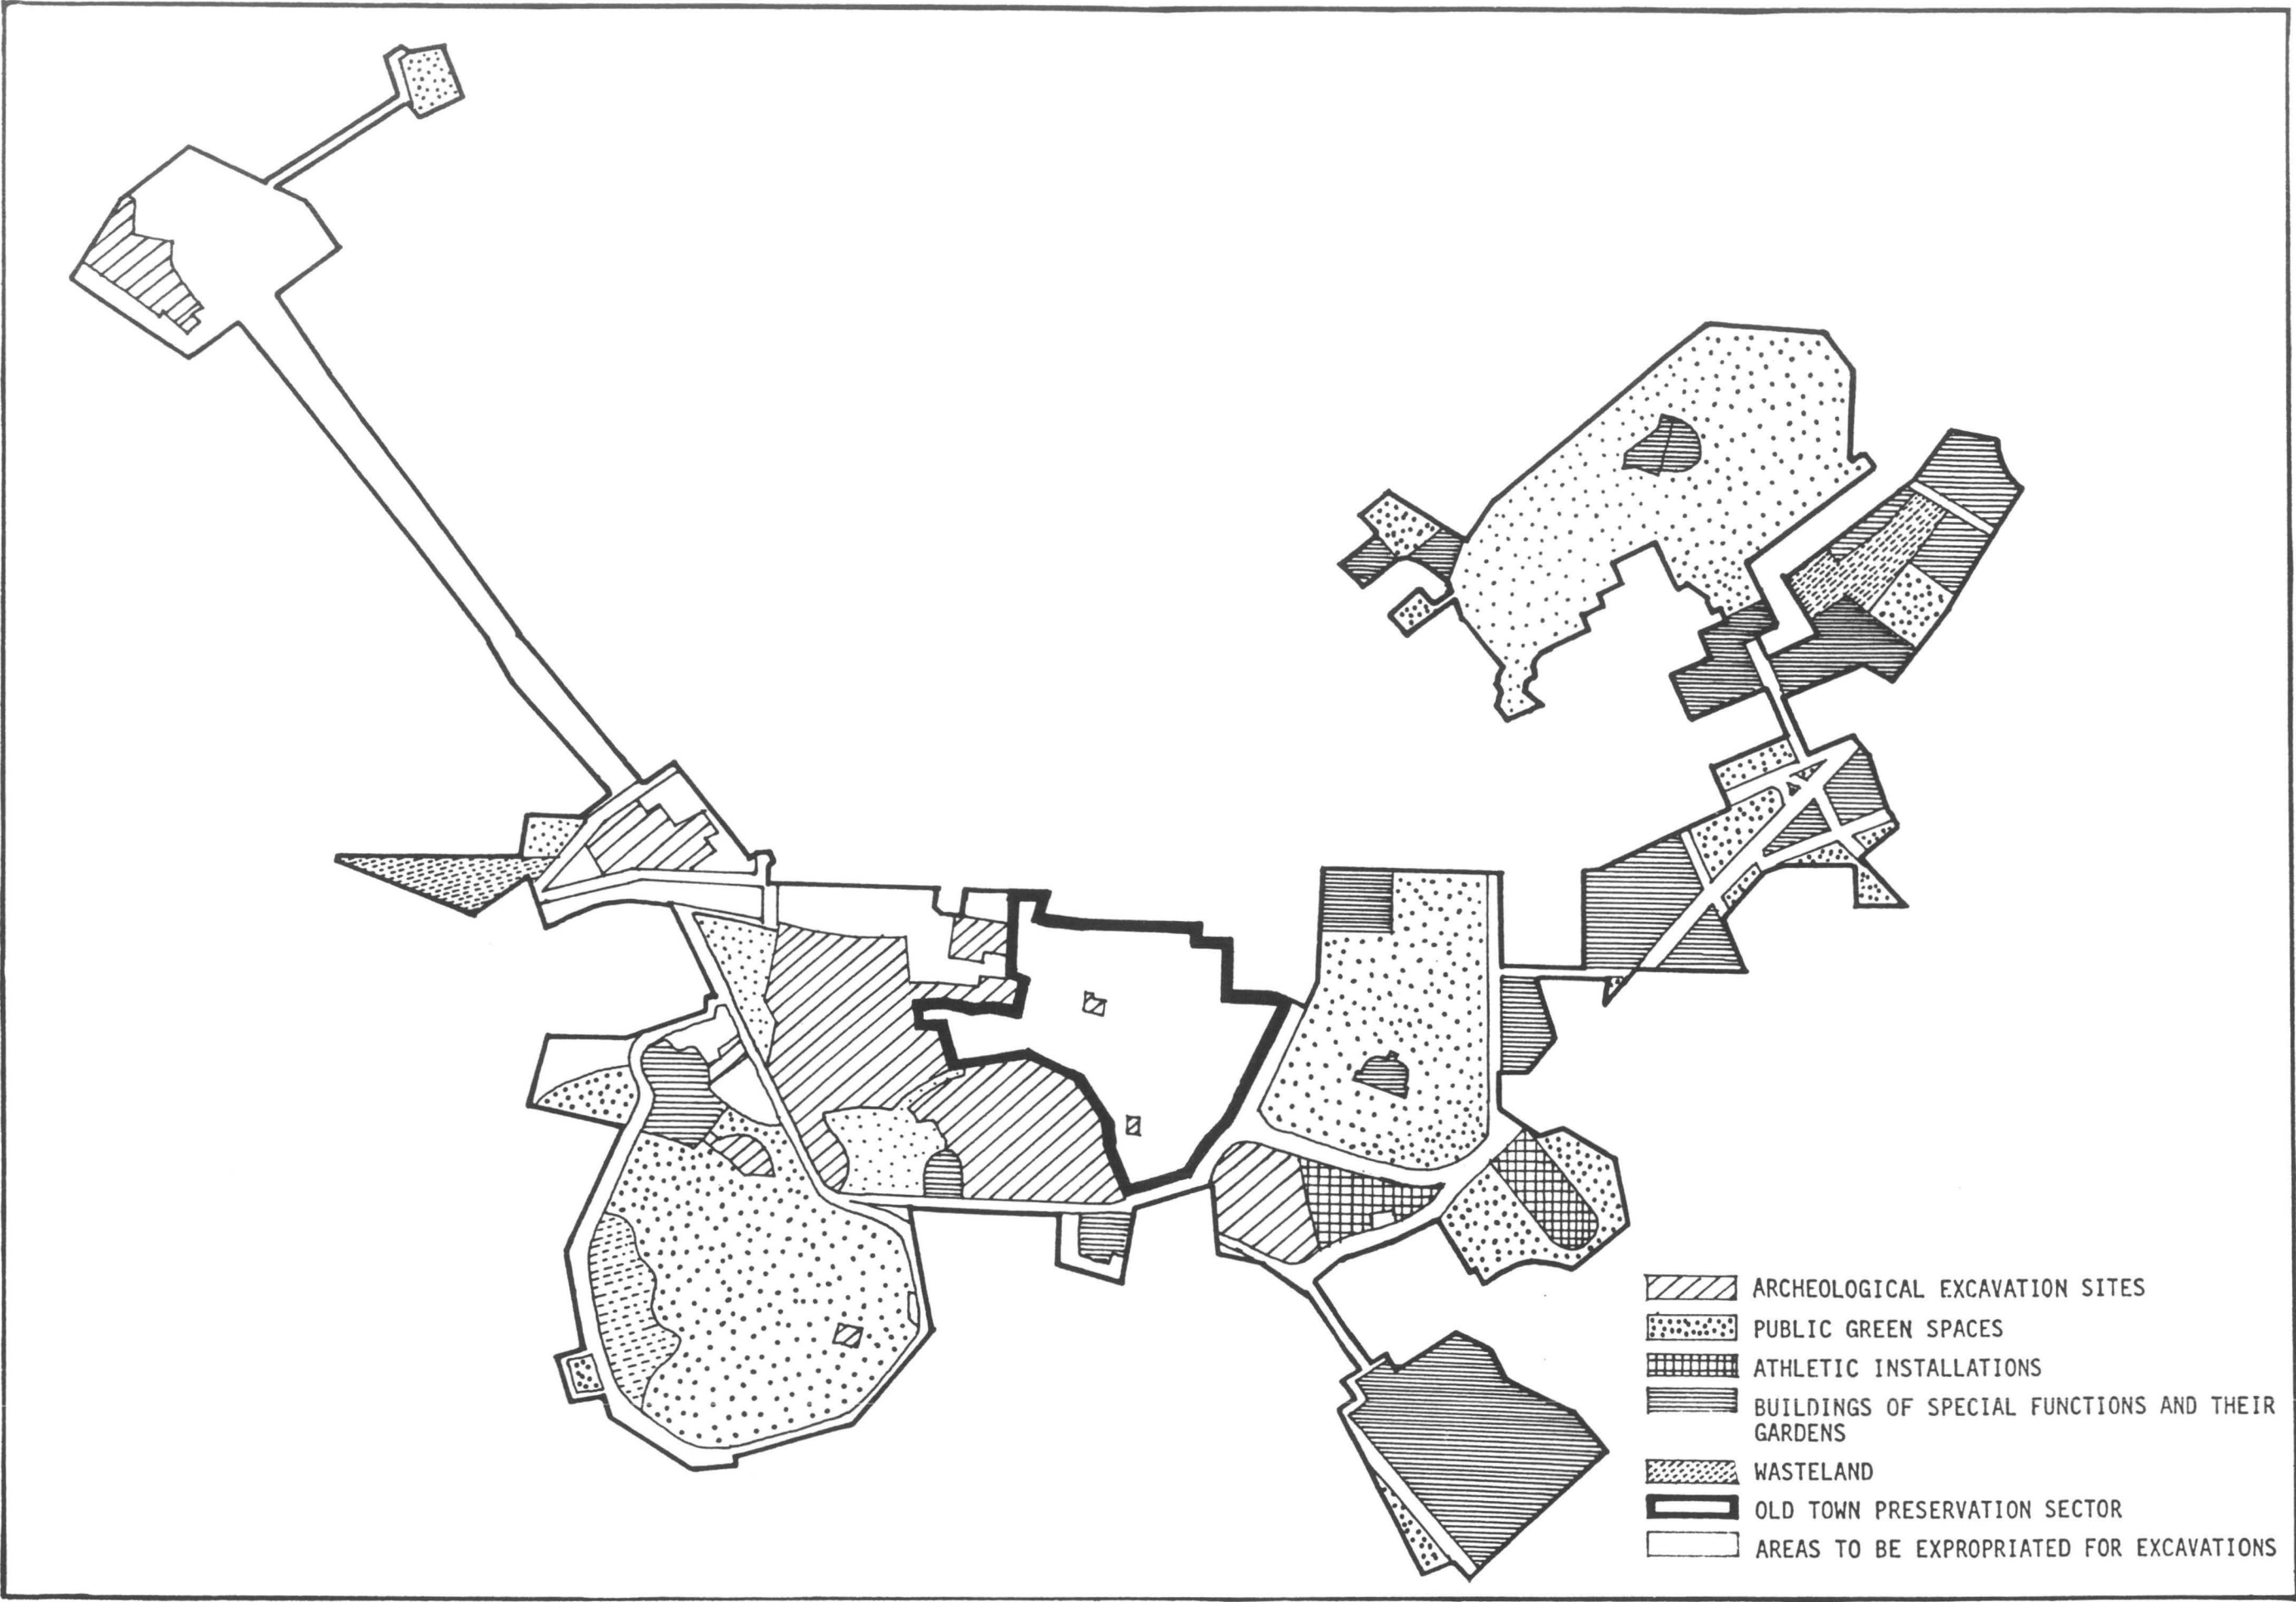 ARCHEOLOGICAL EXCAVATION SITES
PUBLIC GREEN SPACES
ATHLETIC INSTALLATIONS
BUILDINGS OF SPECIAL FUNCTIONS AND THEIR
GARDENS
WASTELAND
OLD TOWN PRESERVATION SECTOR
AREAS TO BE EXPROPRIATED FOR EXCAVATIONS